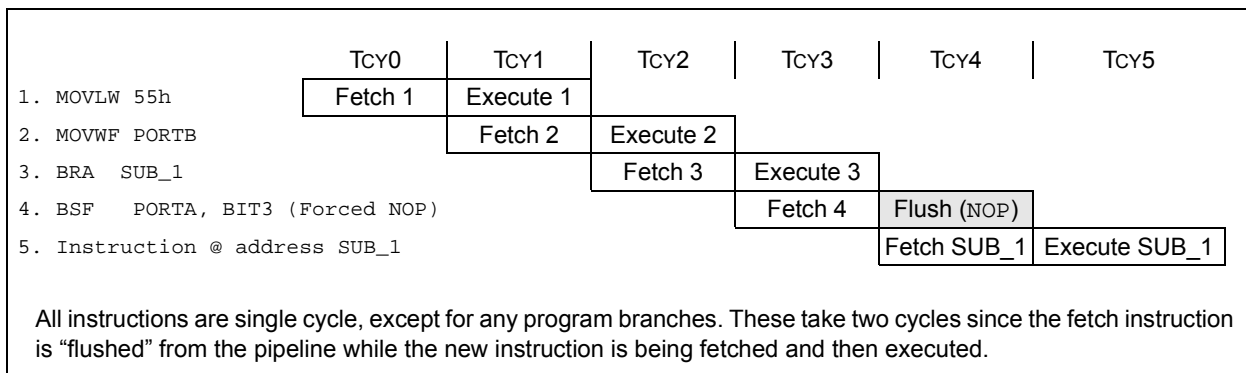 TCY0 TCY1 TCY2 TCY3 TCY4 TCY5
1. MOVLW 55h Fetch 1 Execute 1
2. MOVWF PORTB Fetch 2 Execute 2
3. BRA SUB_1 Fetch 3 Execute 3
4. BSF PORTA, BIT3 (Forced NOP) Fetch 4 Flush (NOP)
5. Instruction @ address SUB_1 Fetch SUB_1 Execute SUB_1
All instructions are single cycle, except for any program branches. These take two cycles since the fetch instruction
is “flushed” from the pipeline while the new instruction is being fetched and then executed.